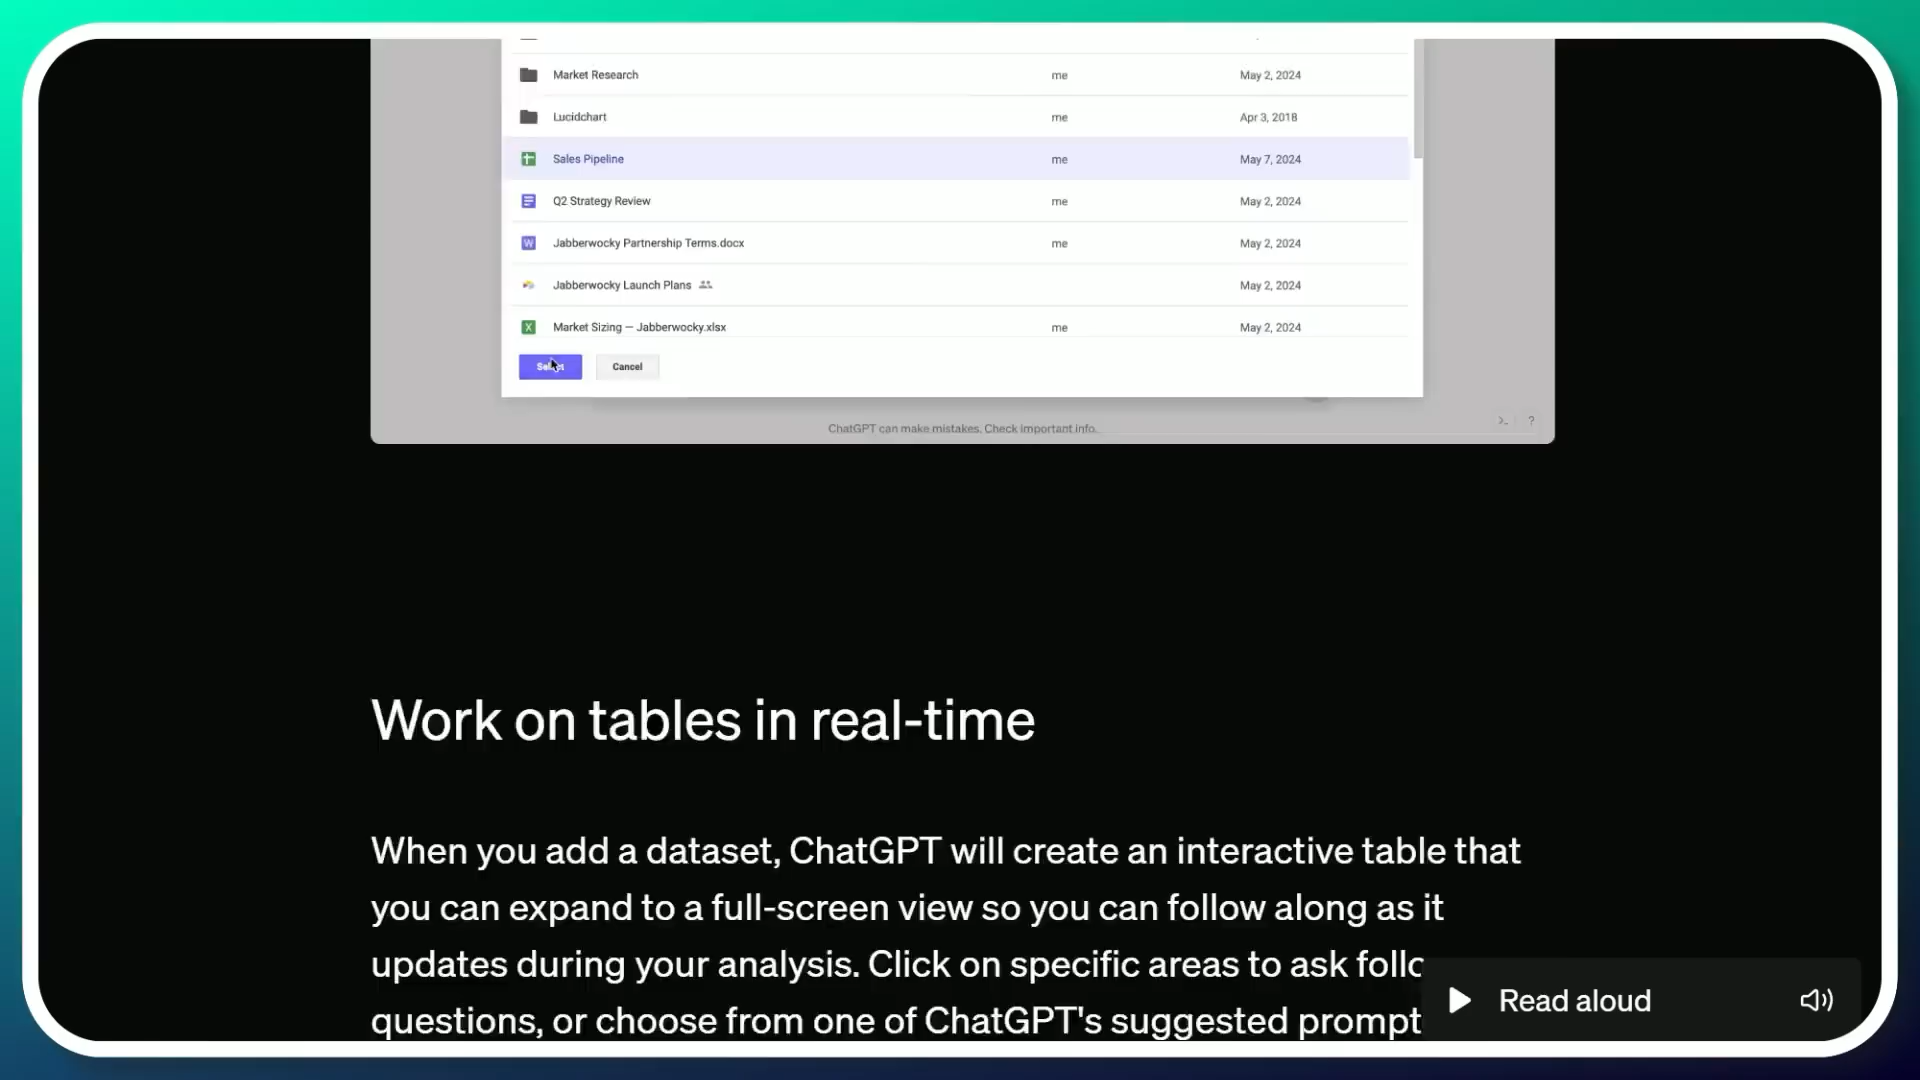 Market Research me May 2, 2024
Lucidchart me Apr 3, 2018
Sales Pipeline me May 7, 2024
Q2 Strategy Review me May 2, 2024
W Jabberwocky Partnership Terms.docx me May 2, 2024
Jabberwocky Launch Plans May 2, 2024
X Market Sizing — Jabberwocky.xlsx me May 2, 2024
Select Cancel
ChatGPT can make mistakes. Check important info. >_ ?
Work on tables in real-time
When you add a dataset, ChatGPT will create an interactive table that
you can expand to a full-screen view so you can follow along as it
updates during your analysis. Click on specific areas to ask follo
questions, or choose from one of ChatGPT's suggested prompt
Read aloud